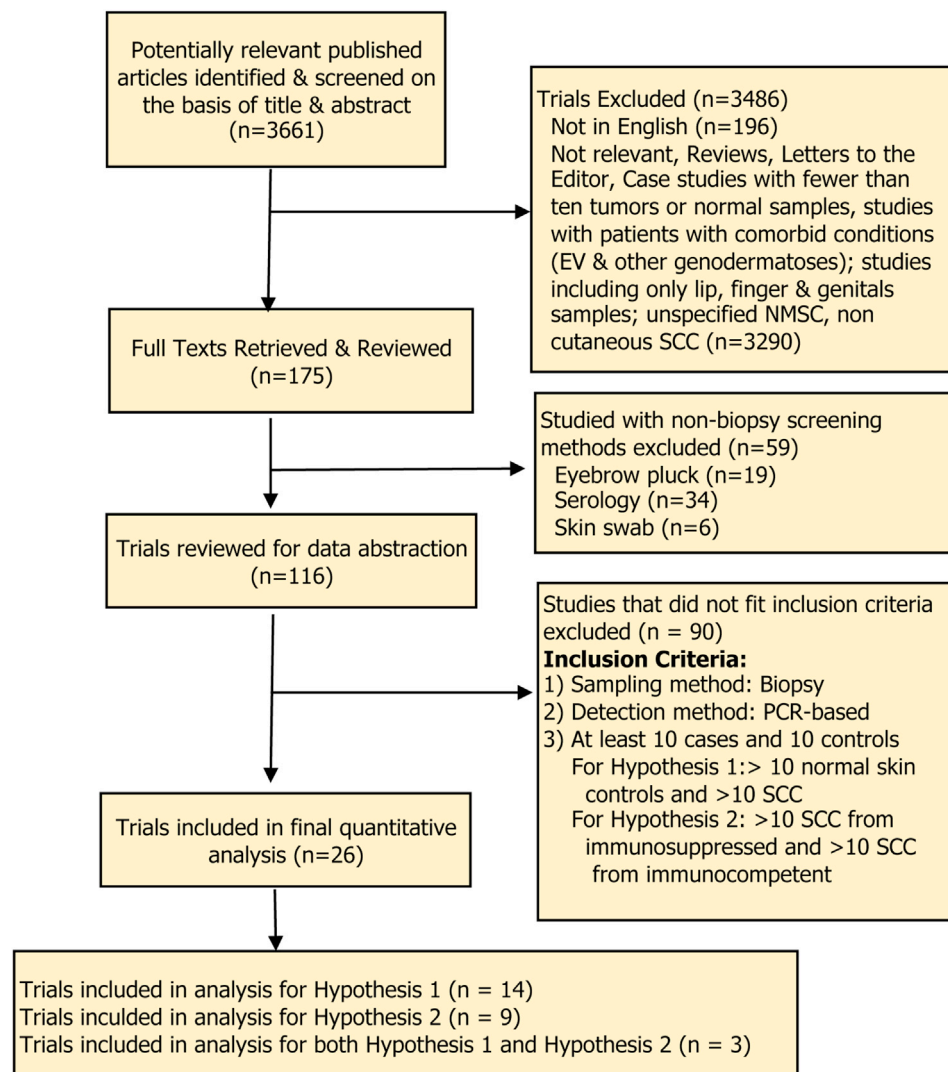 Potentially relevant published
articles identified & screened on
the basis of title & abstract
(n=3661)
Trials Excluded (n=3486)
Not in English (n=196)
Not relevant, Reviews, Letters to the
Editor, Case studies with fewer than
ten tumors or normal samples, studies
with patients with comorbid conditions
(EV & other genodermatoses); studies
including only lip, finger & genitals
samples; unspecified NMSC, non
cutaneous SCC (n=3290)
Full Texts Retrieved & Reviewed
(n=175)
Studied with non-biopsy screening
methods excluded (n=59)
Eyebrow pluck (n=19)
Serology (n=34)
Skin swab (n=6)
Trials reviewed for data abstraction
(n=116)
Studies that did not fit inclusion criteria
excluded (n = 90)
Inclusion Criteria:
1) Sampling method: Biopsy
2) Detection method: PCR-based
3) At least 10 cases and 10 controls
For Hypothesis 1:> 10 normal skin
controls and >10 SCC
For Hypothesis 2: >10 SCC from
immunosuppressed and >10 SCC
from immunocompetent
Trials included in final quantitative
analysis (n=26)
Trials included in analysis for Hypothesis 1 (n = 14)
Trials inculded in analysis for Hypothesis 2 (n = 9)
Trials included in analysis for both Hypothesis 1 and Hypothesis 2 (n = 3)